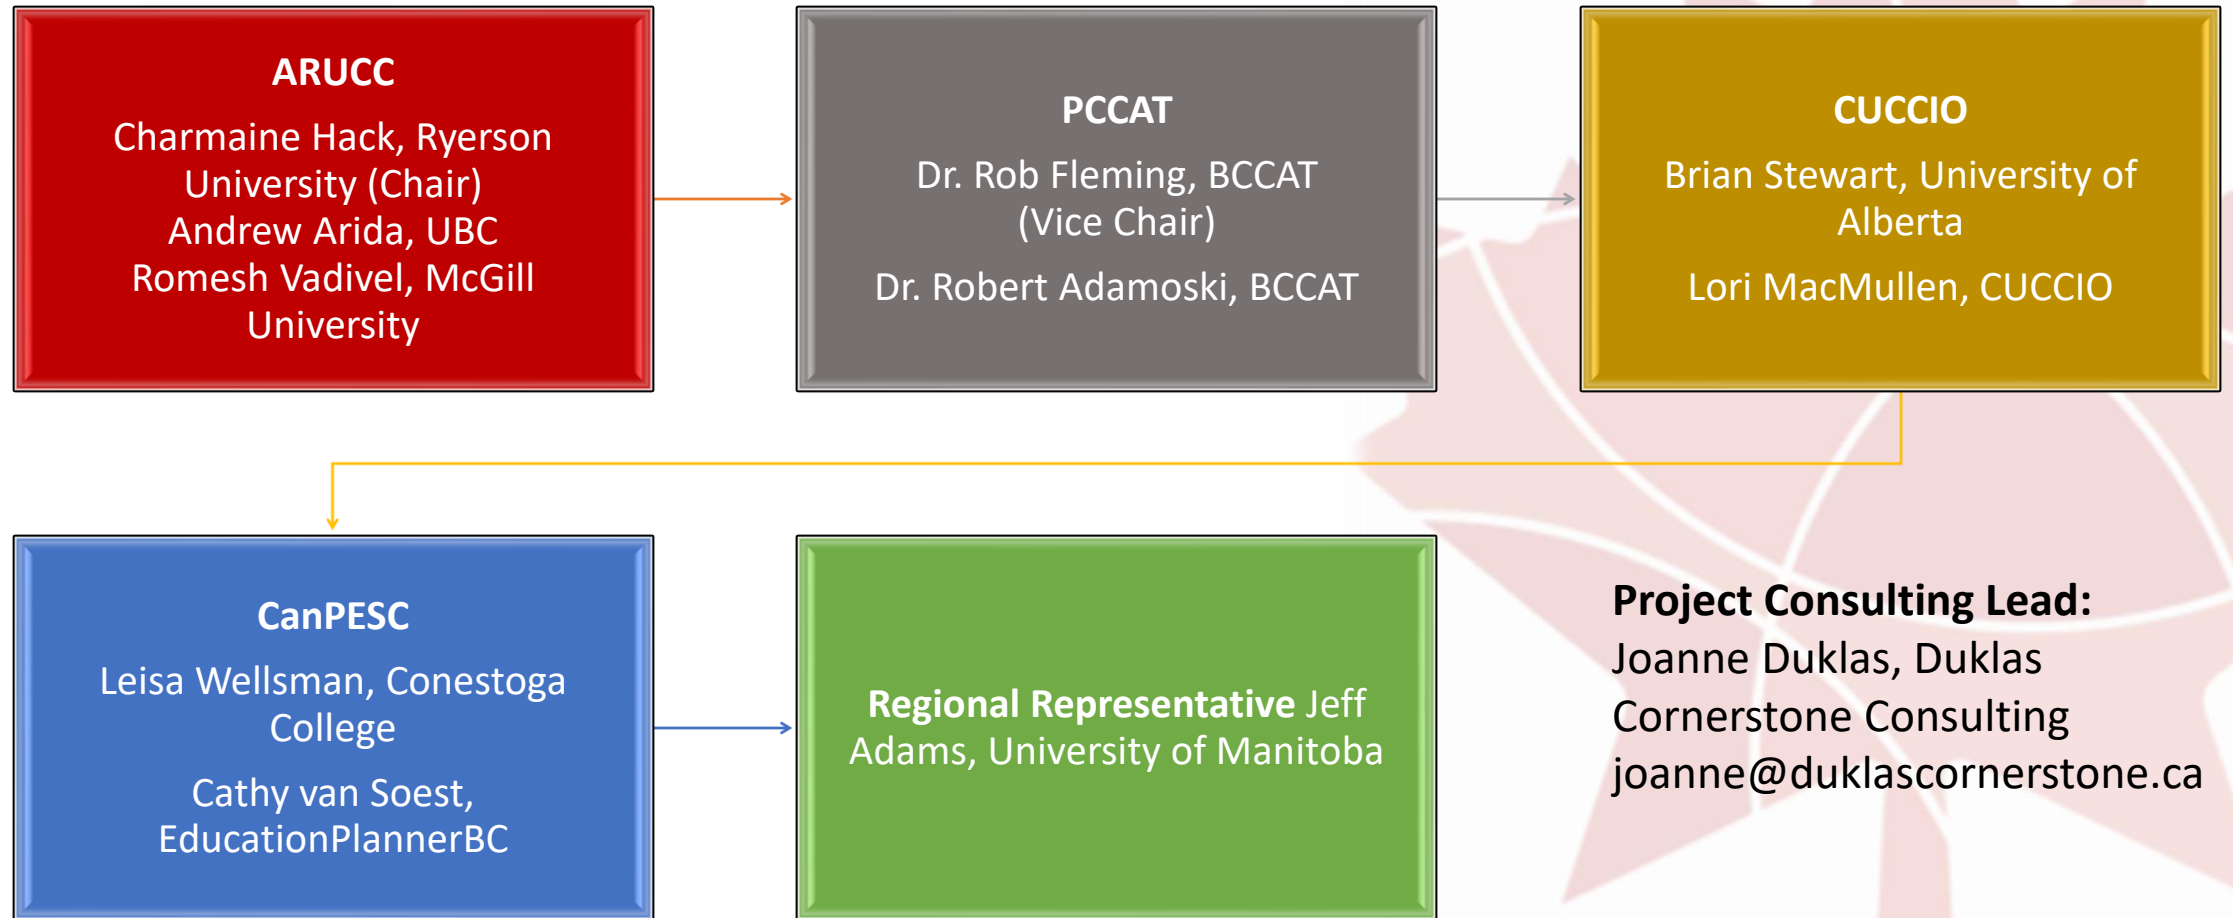 ARUCC
Charmaine Hack, Ryerson
University (Chair)
Andrew Arida, UBC
Romesh Vadivel, McGill
University
PCCAT
Dr. Rob Fleming, BCCAT
(Vice Chair)
Dr. Robert Adamoski, BCCAT
CUCCIO
Brian Stewart, University of
Alberta
Lori MacMullen, CUCCIO
CanPESC
Leisa Wellsman, Conestoga
College
Cathy van Soest,
EducationPlannerBC
Regional Representative Jeff
Adams, University of Manitoba
Project Consulting Lead:
Joanne Duklas, Duklas
Cornerstone Consulting
joanne@duklascornerstone.ca